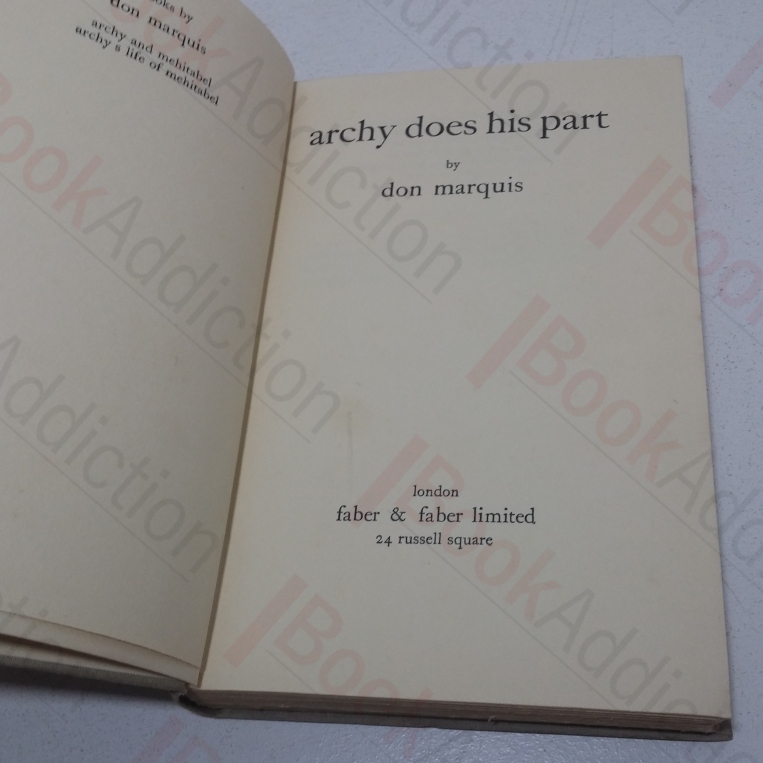 by
don marquis
archy and mehitabel
archy s life of mehitabel
archy does his part
by
don marquis
london
faber & faber limited
24 russell square
BookAddiction